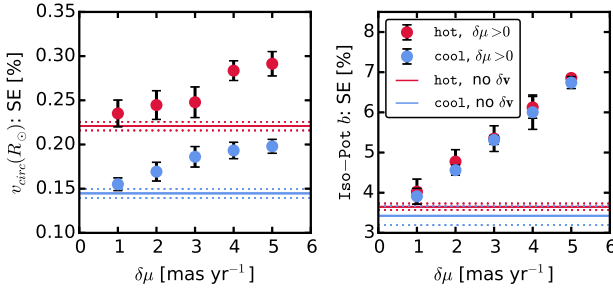 v_circ(R_⊙): SE [%]
0.35
0.30
0.25
0.20
0.15
0.10
0 1 2 3 4 5 6
δμ [mas yr⁻¹]
Iso−Pot b: SE [%]
8
7
6
5
4
3
hot, δμ>0
cool, δμ>0
hot, no δv
cool, no δv
0 1 2 3 4 5 6
δμ [mas yr⁻¹]